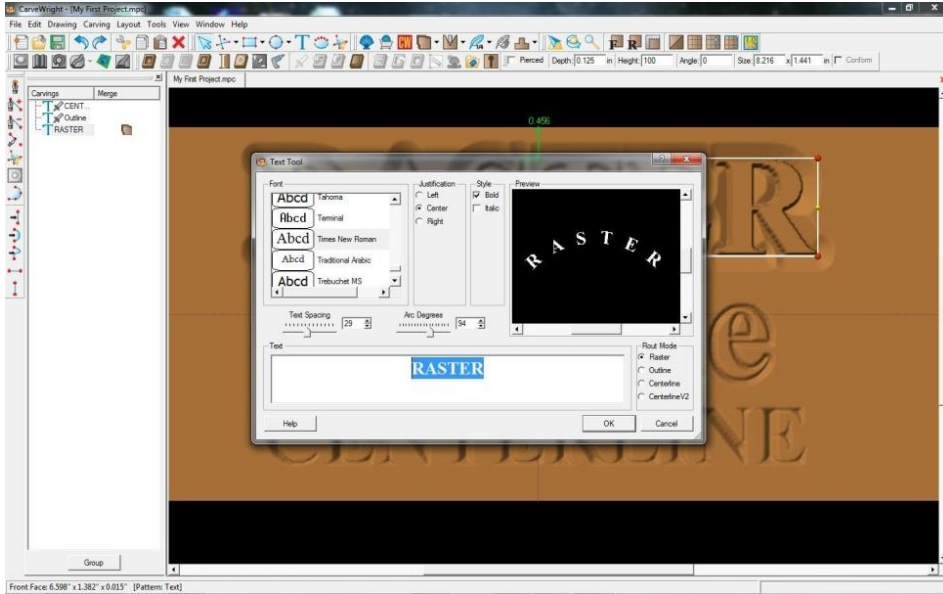 CarveWright - [My First Project.mpc]
File Edit Drawing Carving Layout Tools View Window Help
Pierced Depth: 0.125 in Height: 100 Angle: 0 Size: 8.216 x 1.441 in Conform
My First Project.mpc
Carvings Merge
CENT...
Outline
RASTER
0.456
Text Tool
Font
Abcd Tahoma
Abcd Terminal
Abcd Times New Roman
Abcd Traditional Arabic
Abcd Trebuchet MS
Justification
Left
Center
Right
Style
Bold
Italic
Preview
RASTER
Text Spacing
29
Arc Degrees
94
Text
RASTER
Rout Mode
Raster
Outline
Centerline
CenterlineV2
Help OK Cancel
CENTERLINE
Group
Front Face: 6.598" x 1.382" x 0.015" [Pattern: Text]